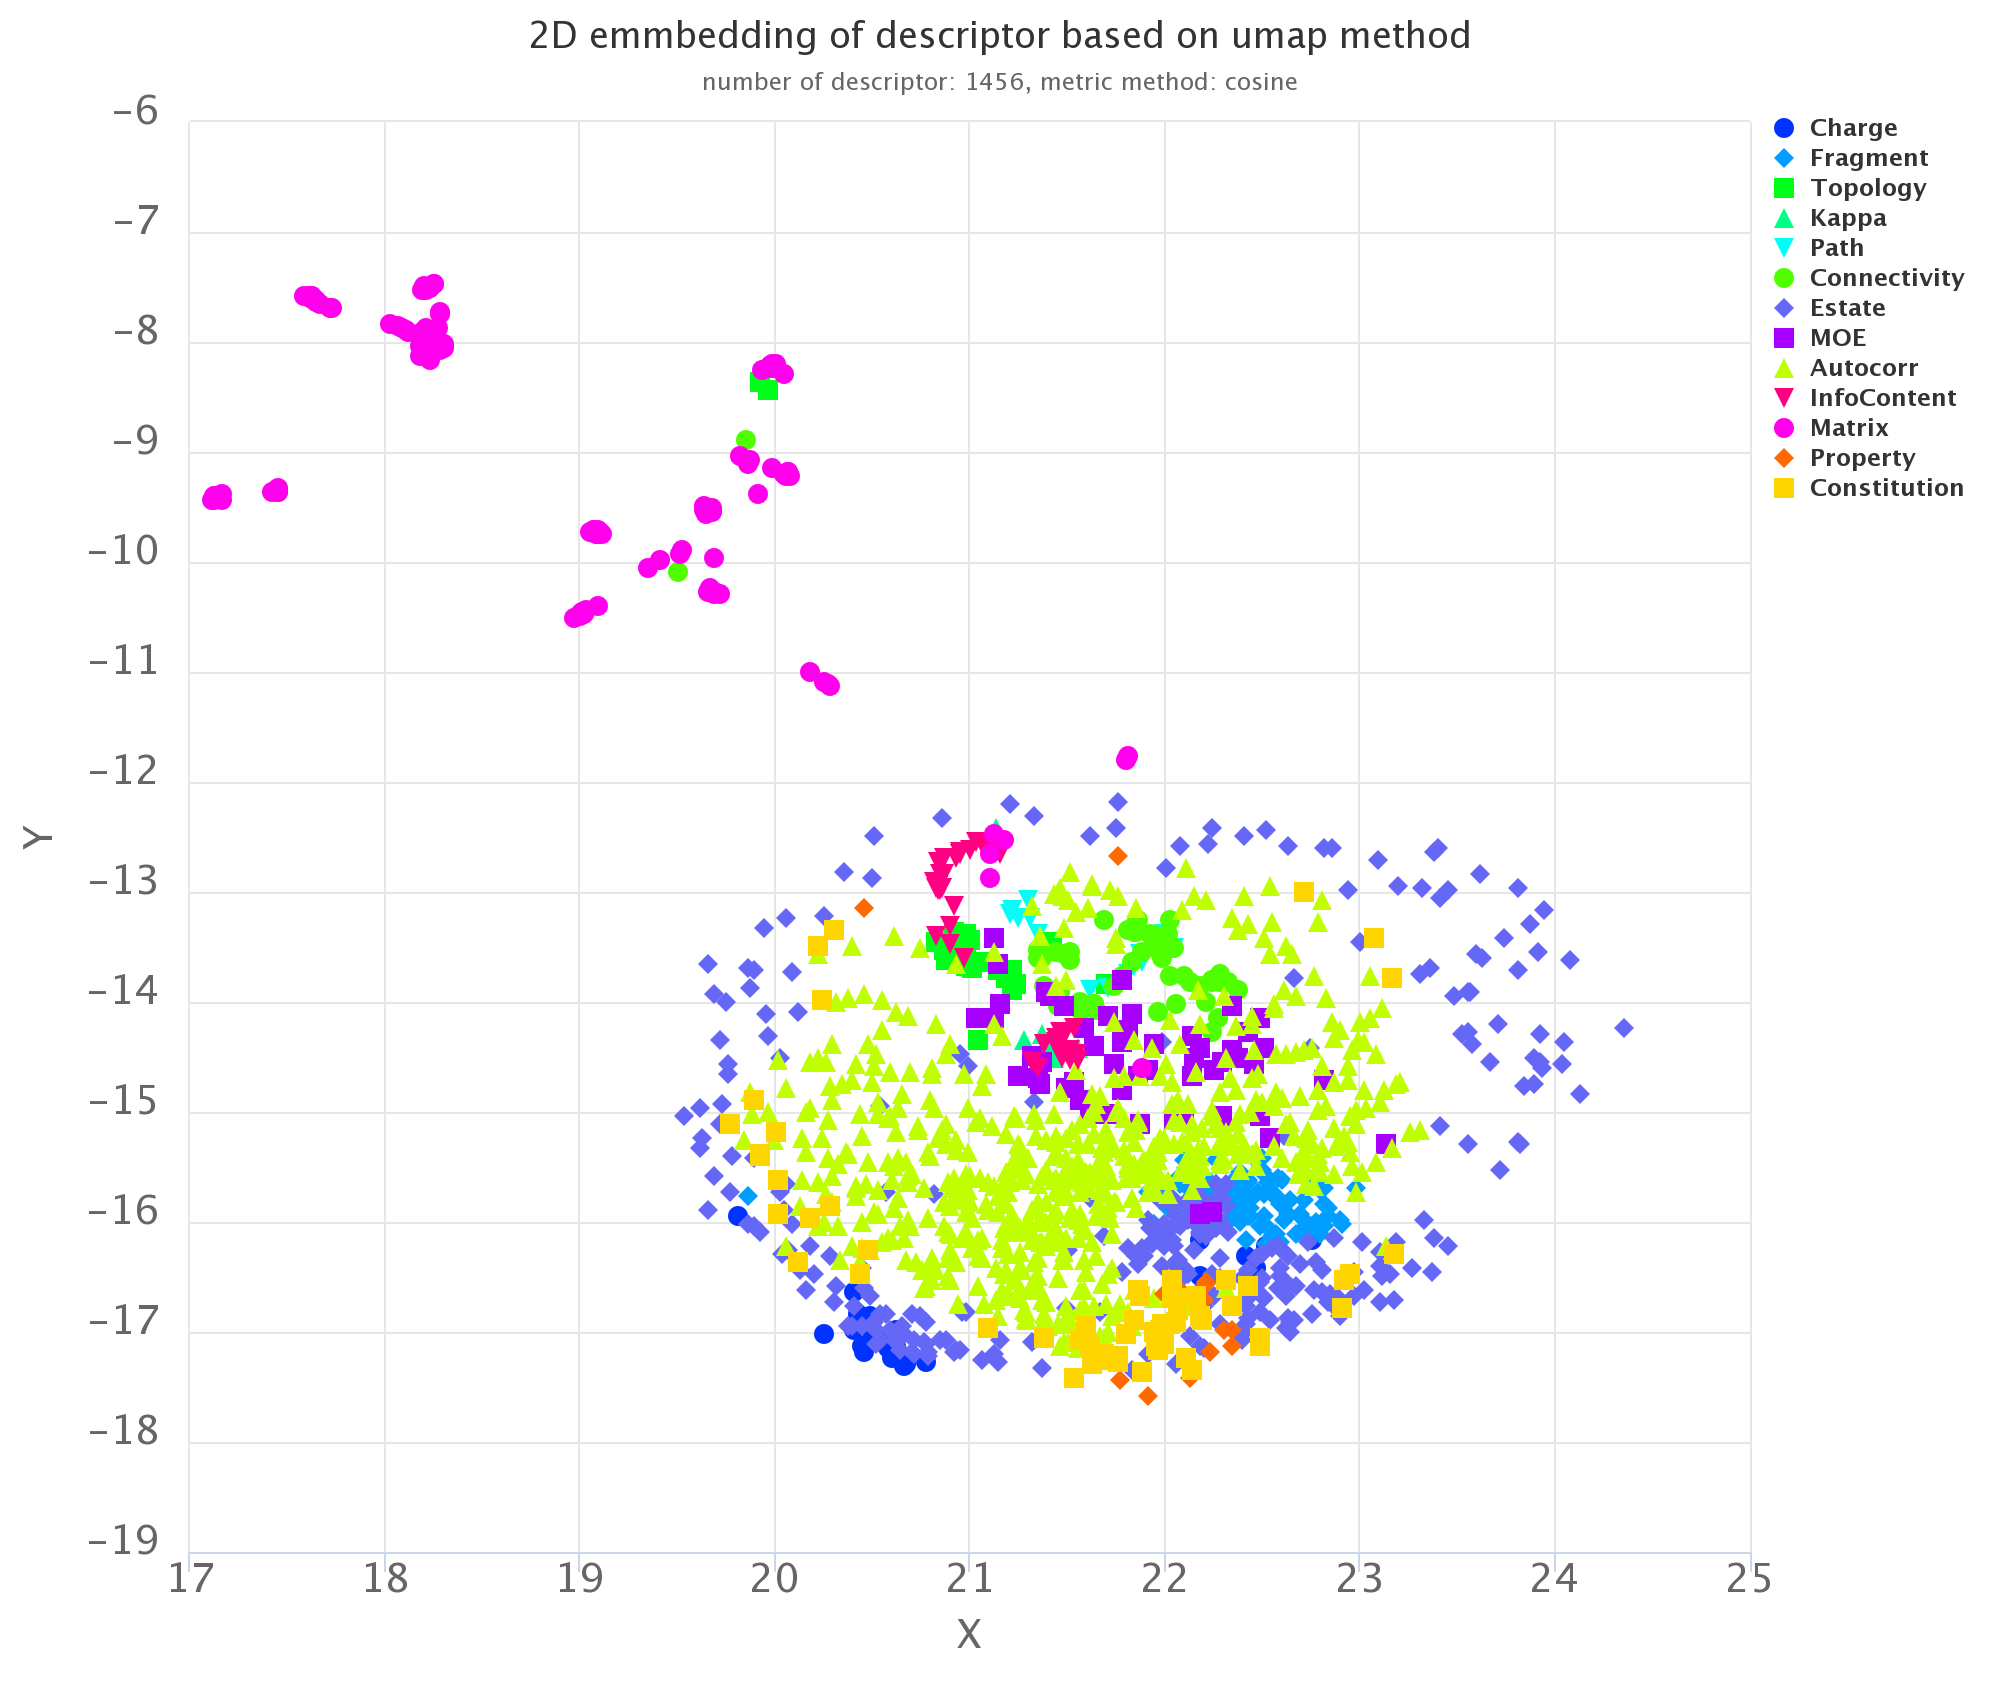 2D emmbedding of descriptor based on umap method
number of descriptor: 1456, metric method: cosine
Y
-6
-7
-8
-9
-10
-11
-12
-13
-14
-15
-16
-17
-18
-19
17 18 19 20 21 22 23 24 25
X
Charge
Fragment
Topology
Kappa
Path
Connectivity
Estate
MOE
Autocorr
InfoContent
Matrix
Property
Constitution